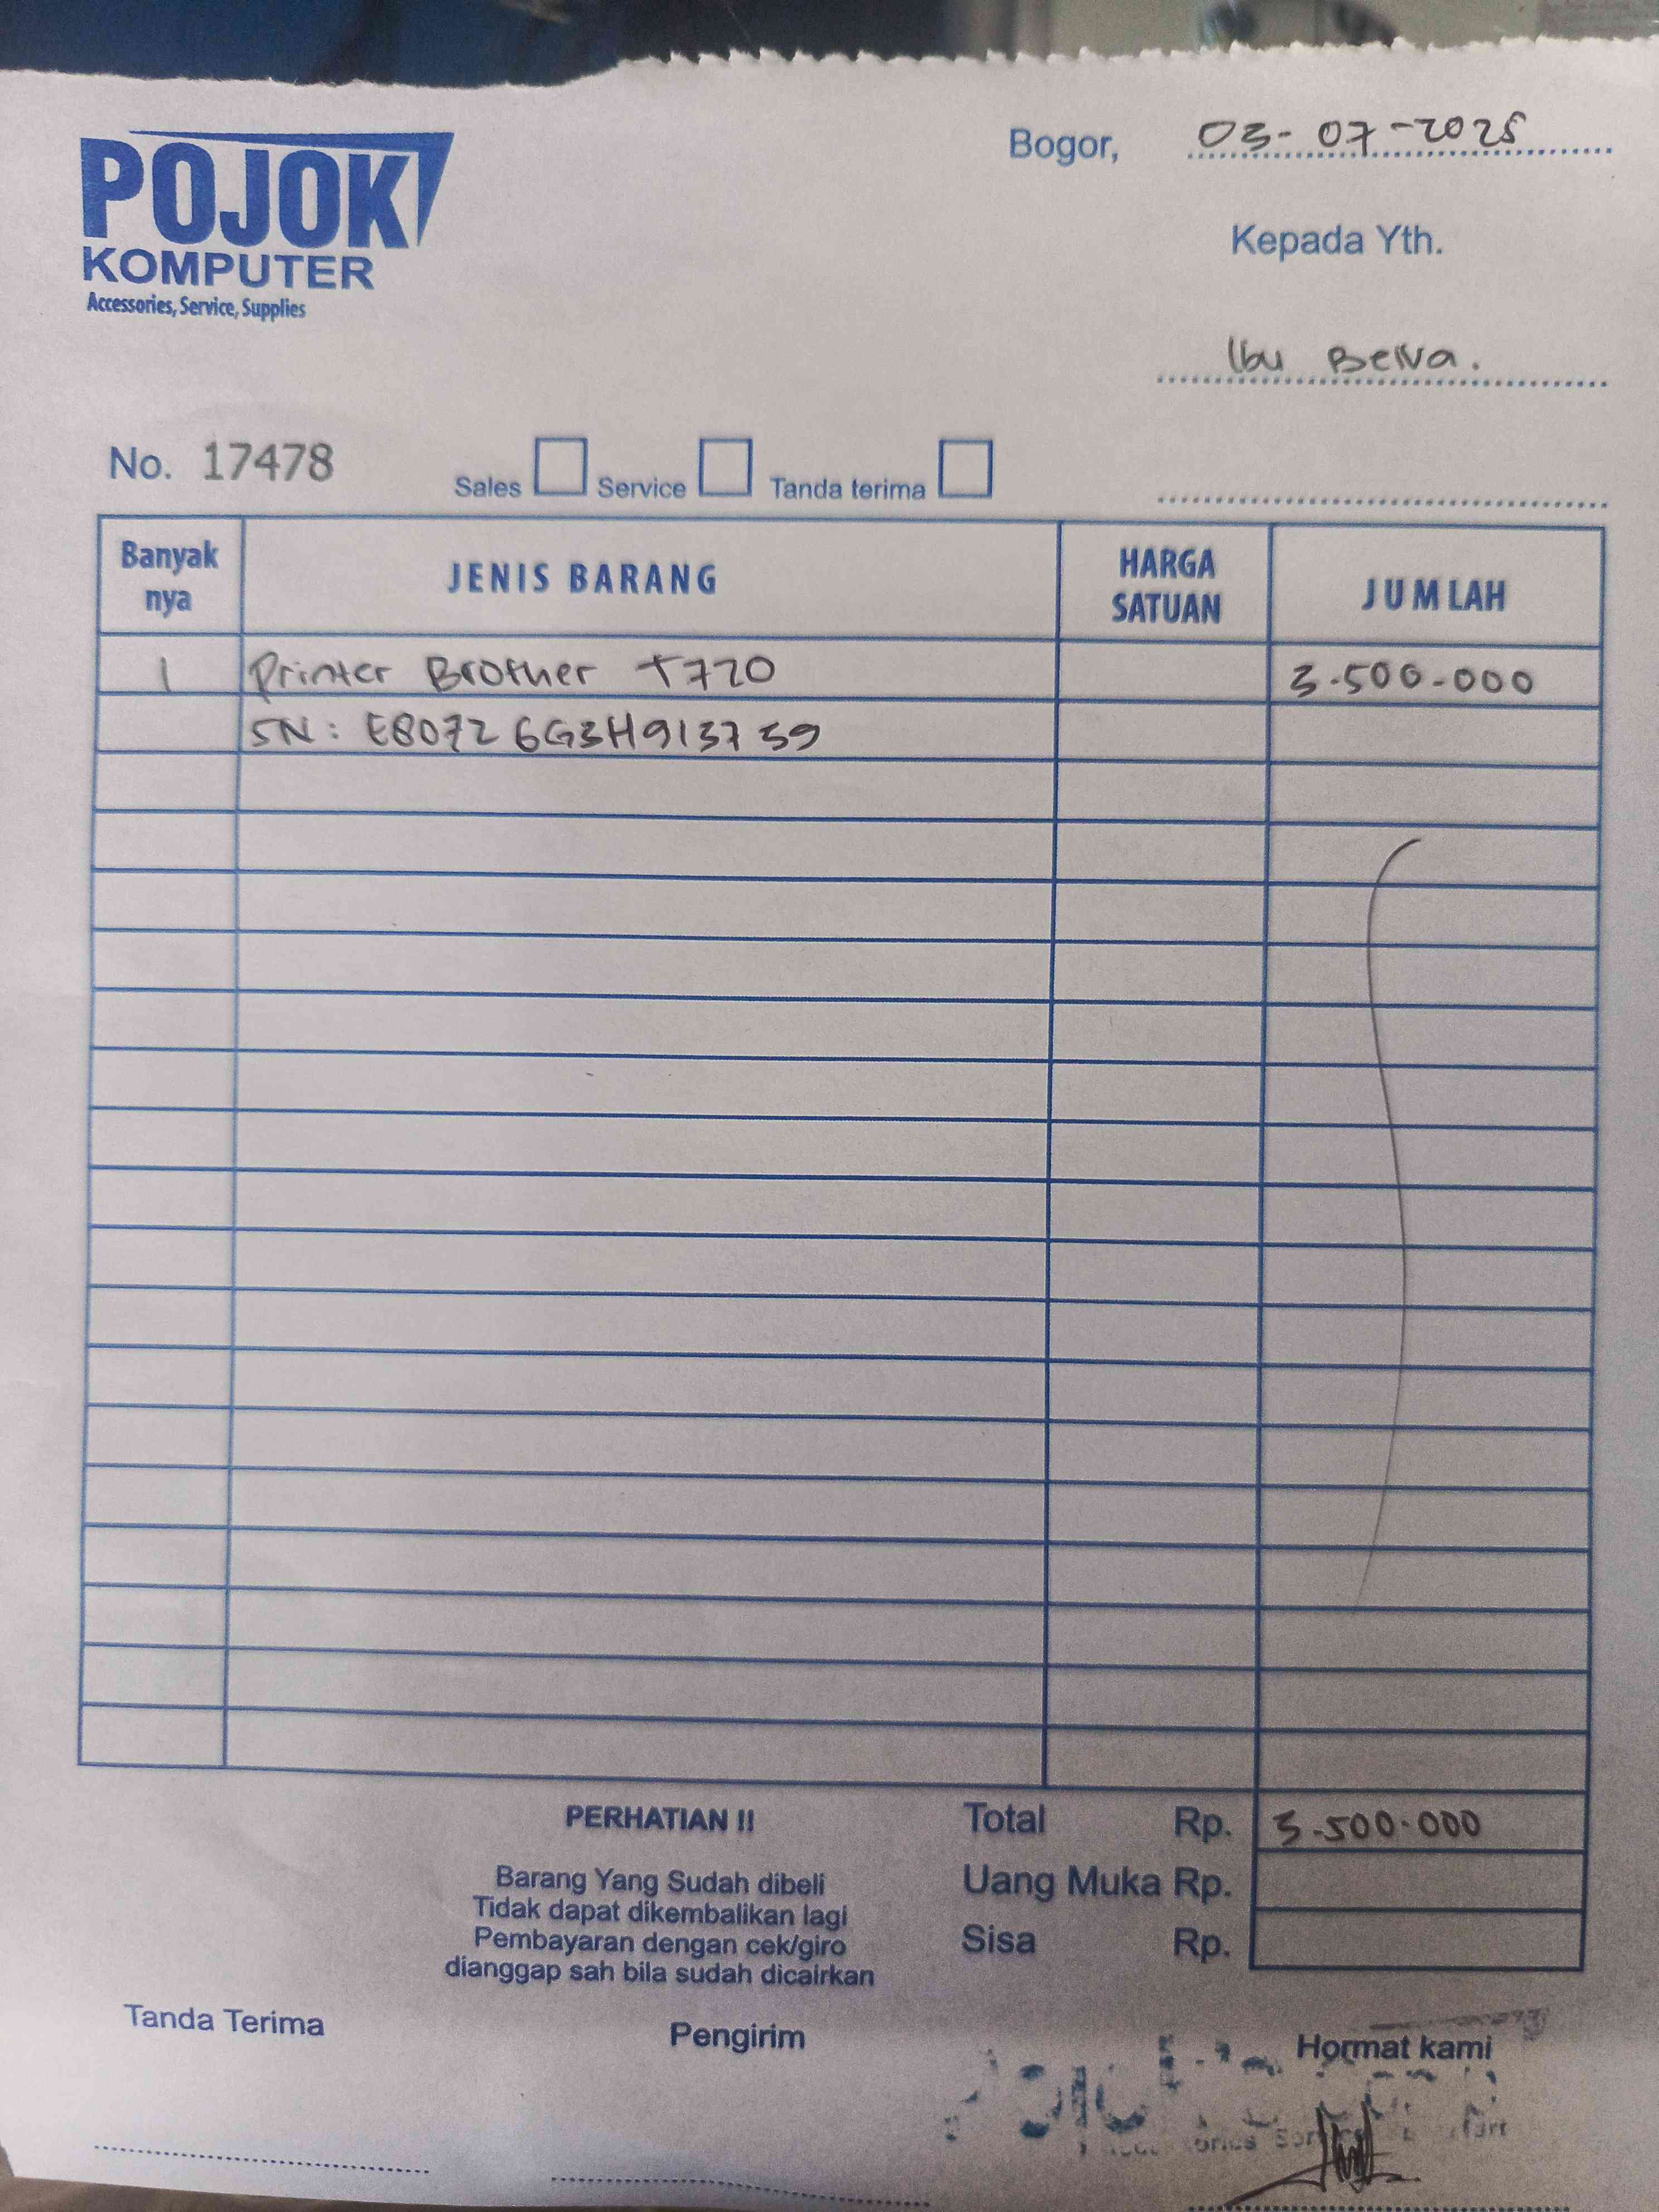 POJOK
KOMPUTER
Accessories, Service, Supplies
Bogor, 03-07-2025
Kepada Yth.
Ibu Belva.
No. 17478
Sales Service Tanda terima
Banyak nya JENIS BARANG HARGA SATUAN JUMLAH
1 Printer Brother T720 3.500.000
SN: E80726G3H913759
PERHATIAN !!
Barang Yang Sudah dibeli
Tidak dapat dikembalikan lagi
Pembayaran dengan cek/giro
dianggap sah bila sudah dicairkan
Total Rp. 3.500.000
Uang Muka Rp.
Sisa Rp.
Tanda Terima Pengirim Hormat kami